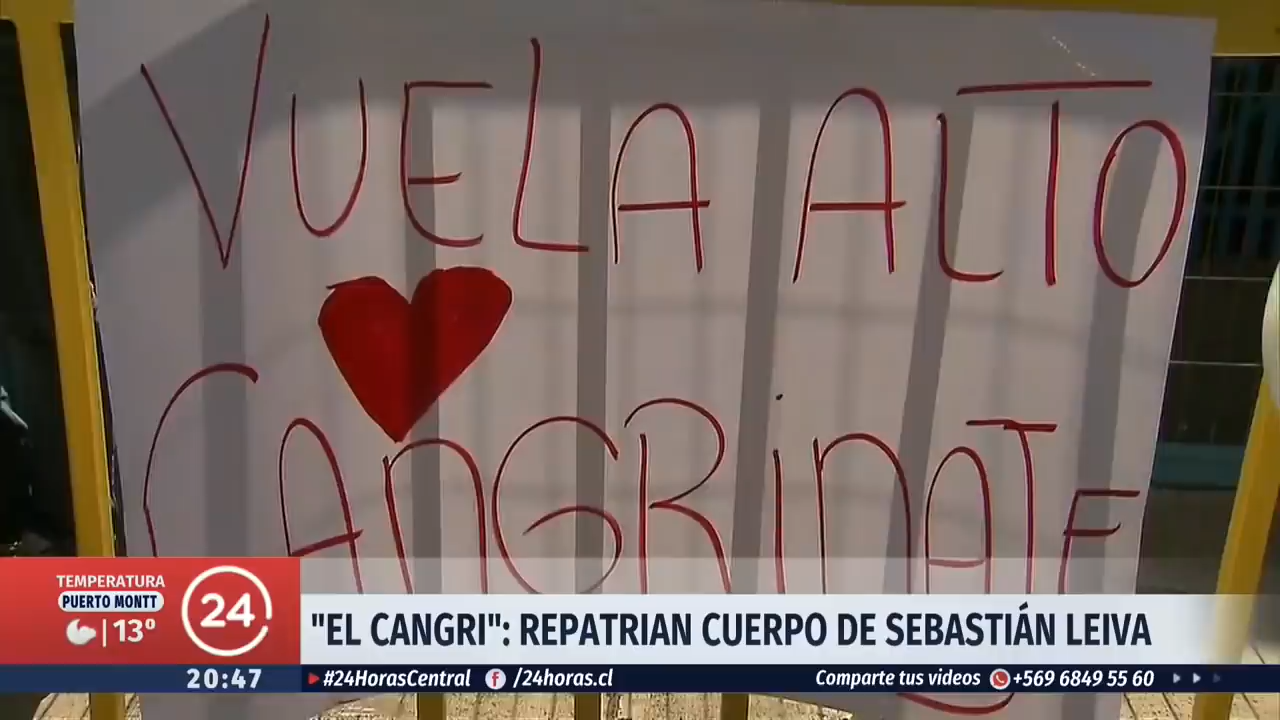 VUELA ALTO
CANGRINATE
TEMPERATURA
PUERTO MONTT
13º
24
"EL CANGRI": REPATRIAN CUERPO DE SEBASTIÁN LEIVA
20:47
#24HorasCentral
/24horas.cl
Comparte tus videos
+569 6849 55 60